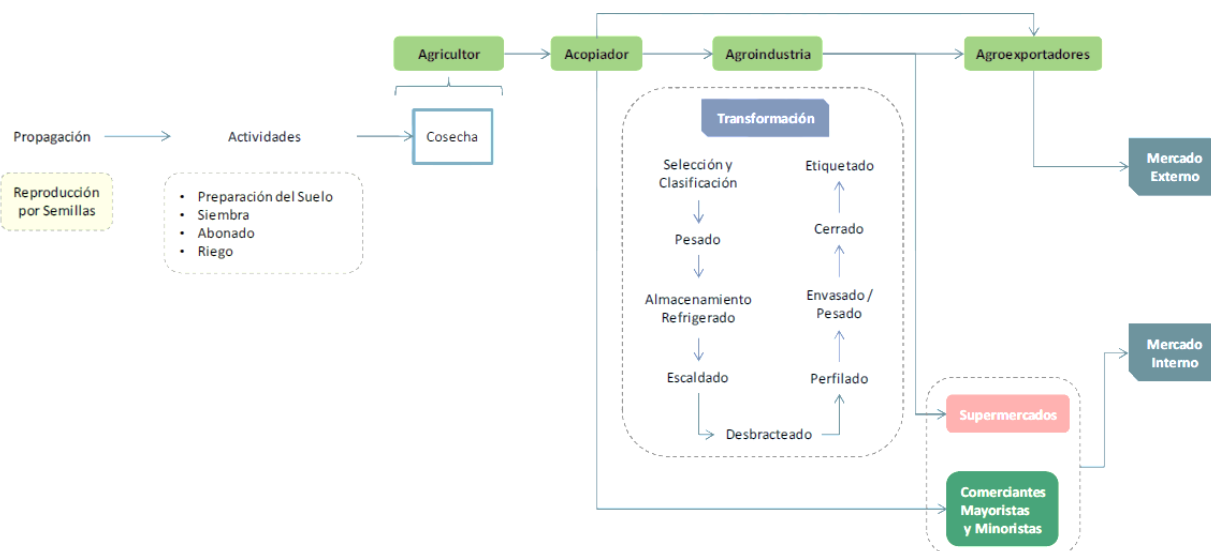 Agricultor
Acopiador
Agroindustria
Agroexportadores
Propagación
Actividades
Cosecha
Reproducción
por Semillas
• Preparación del Suelo
• Siembra
• Abonado
• Riego
Transformación
Selección y
Clasificación
Pesado
Almacenamiento
Refrigerado
Escaldado
Desbracteado
Perfilado
Envasado /
Pesado
Cerrado
Etiquetado
Mercado
Externo
Mercado
Interno
Supermercados
Comerciantes
Mayoristas
y Minoristas